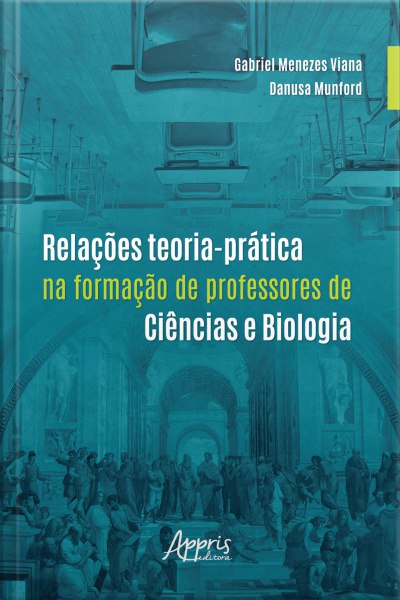 Gabriel Menezes Viana
Danusa Munford
Relações teoria-prática
na formação de professores de
Ciências e Biologia
Appris
editora